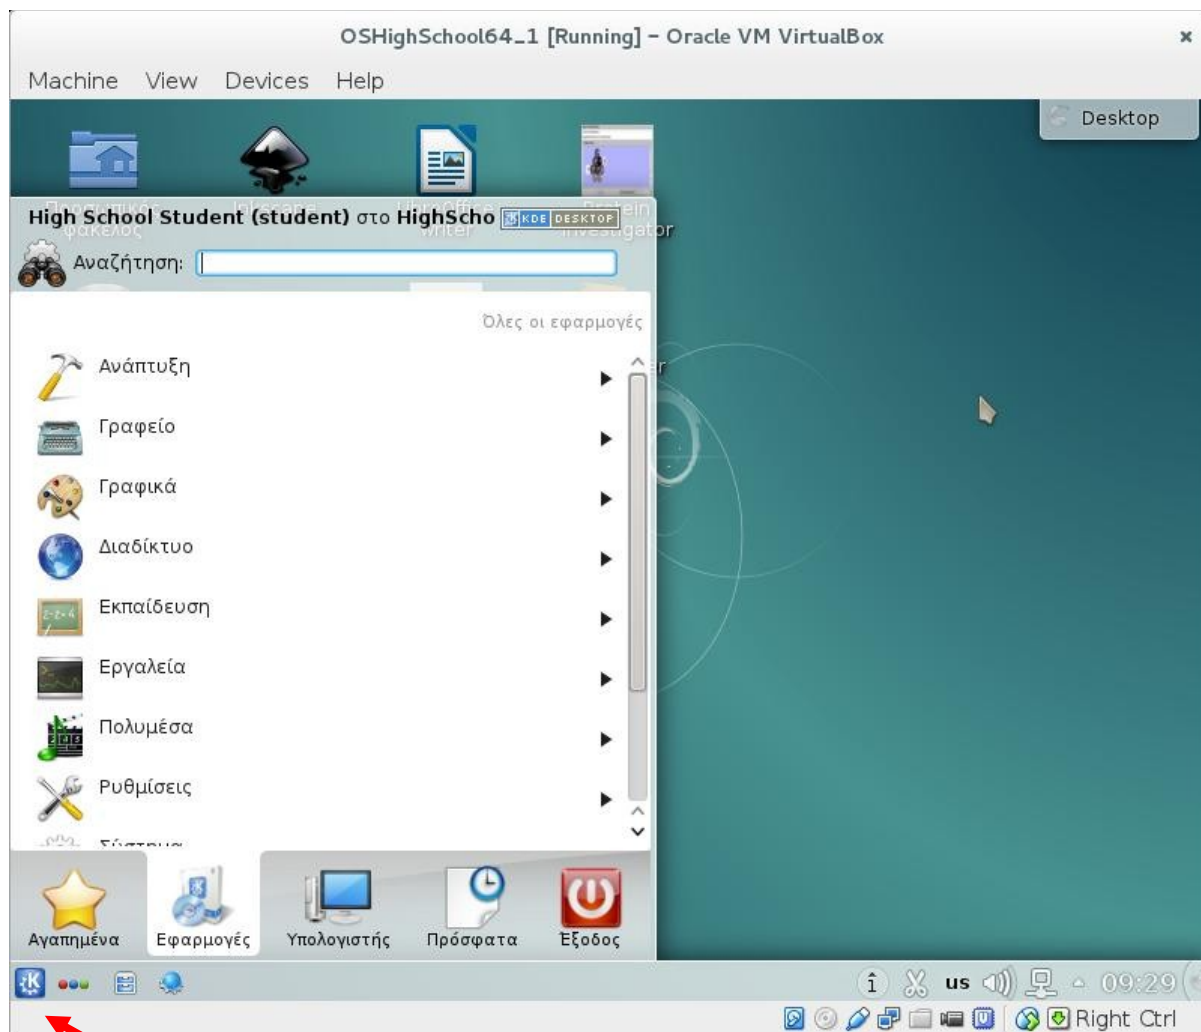 OSHighSchool64_1 [Running] – Oracle VM VirtualBox
Machine View Devices Help
Desktop
High School Student (student) στο HighScho KDE DESKTOP
Αναζήτηση:
Όλες οι εφαρμογές
Ανάπτυξη
Γραφείο
Γραφικά
Διαδίκτυο
Εκπαίδευση
Εργαλεία
Πολυμέσα
Ρυθμίσεις
Σύστημα
Αγαπημένα Εφαρμογές Υπολογιστής Πρόσφατα Έξοδος
us 09:29
Right Ctrl